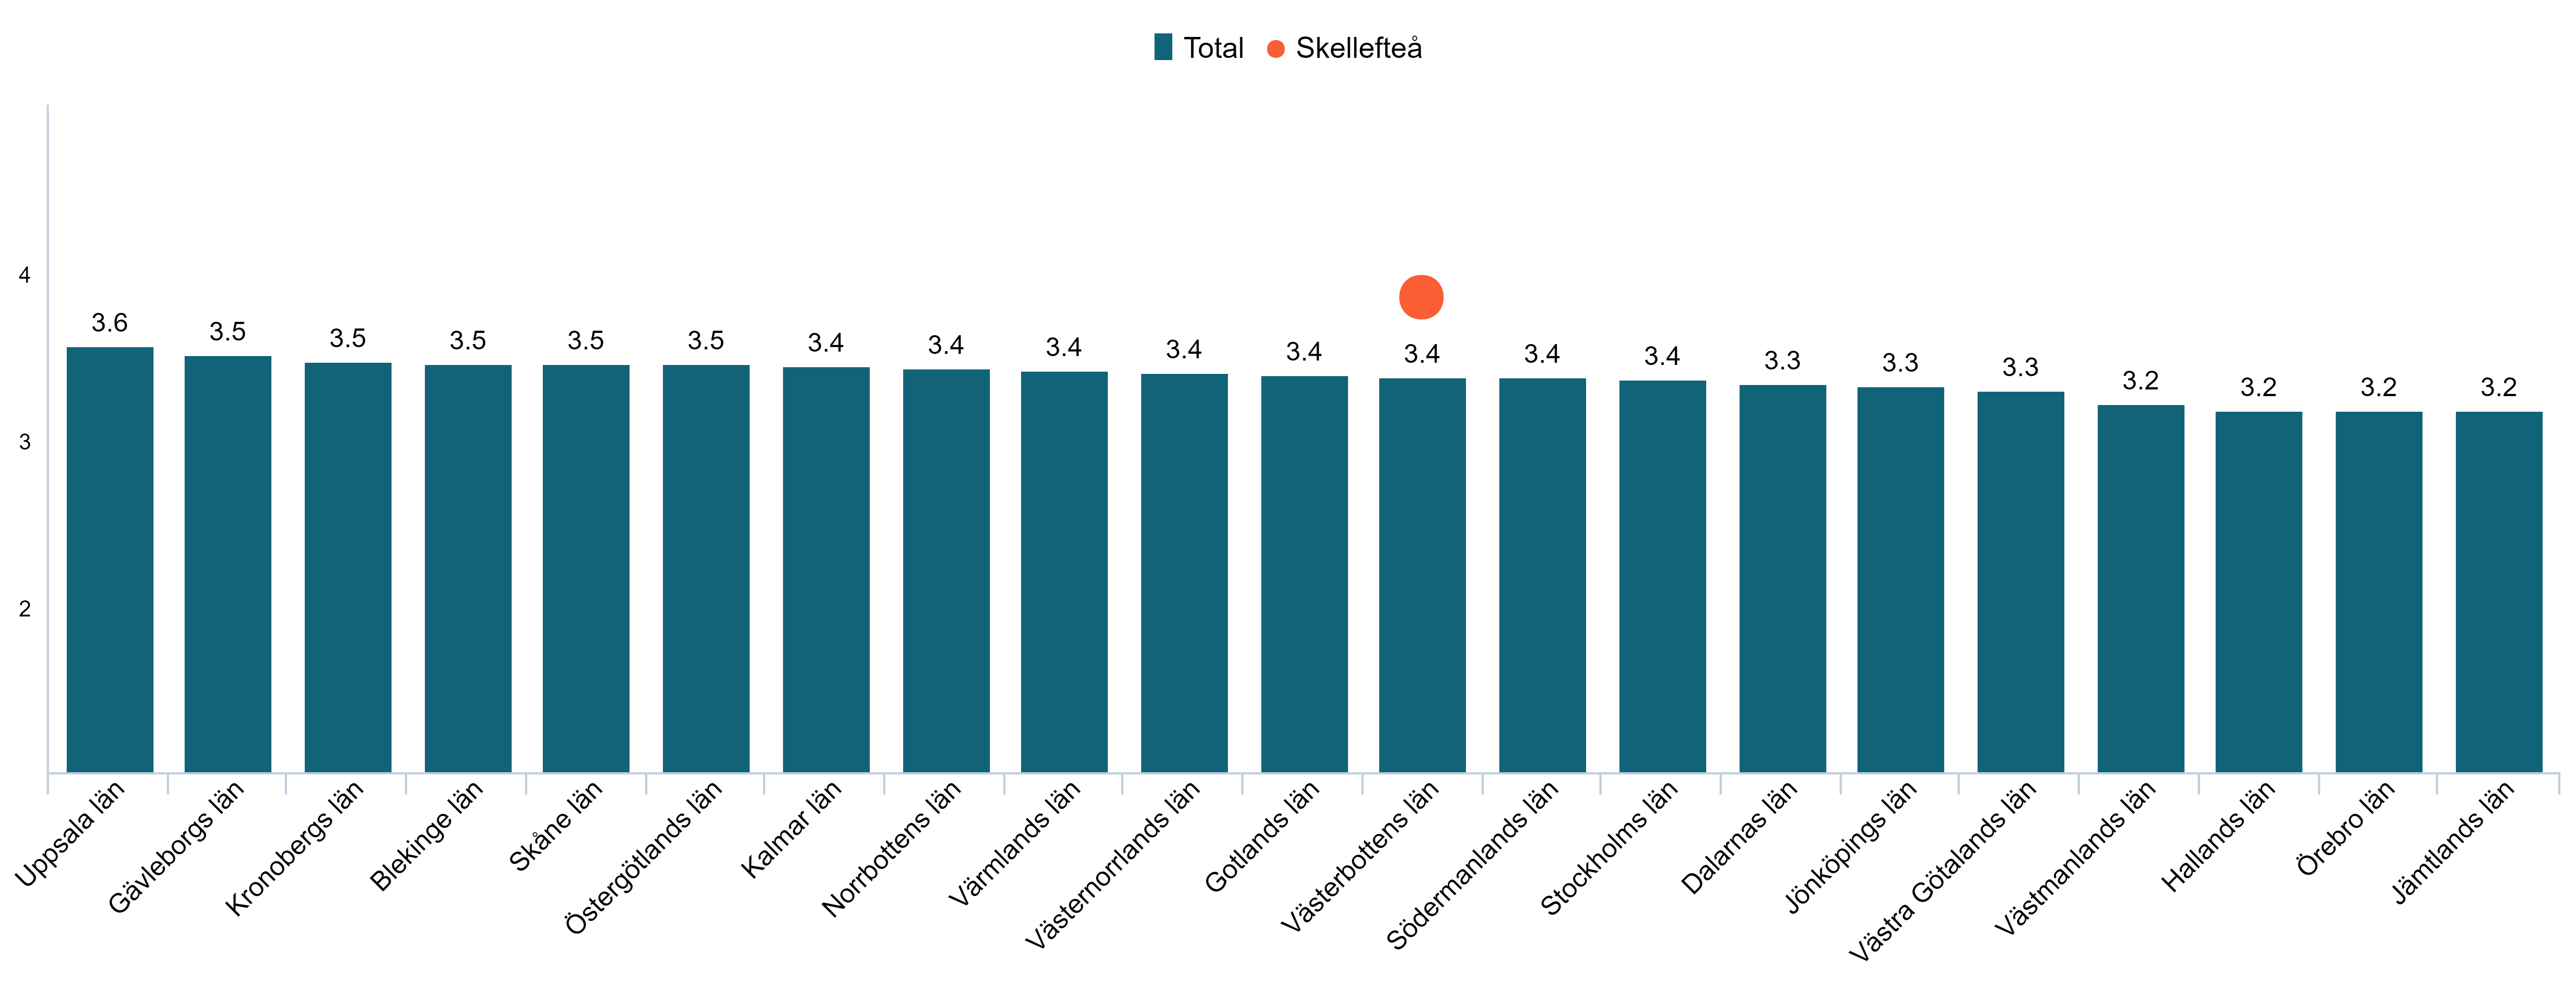 Total Skellefteå
4
3
2
3.6 3.5 3.5 3.5 3.5 3.5 3.4 3.4 3.4 3.4 3.4 3.4 3.4 3.4 3.3 3.3 3.3 3.2 3.2 3.2 3.2
Uppsala län
Gävleborgs län
Kronobergs län
Blekinge län
Skåne län
Östergötlands län
Kalmar län
Norrbottens län
Värmlands län
Västernorrlands län
Gotlands län
Västerbottens län
Södermanlands län
Stockholms län
Dalarnas län
Jönköpings län
Västra Götalands län
Västmanlands län
Hallands län
Örebro län
Jämtlands län